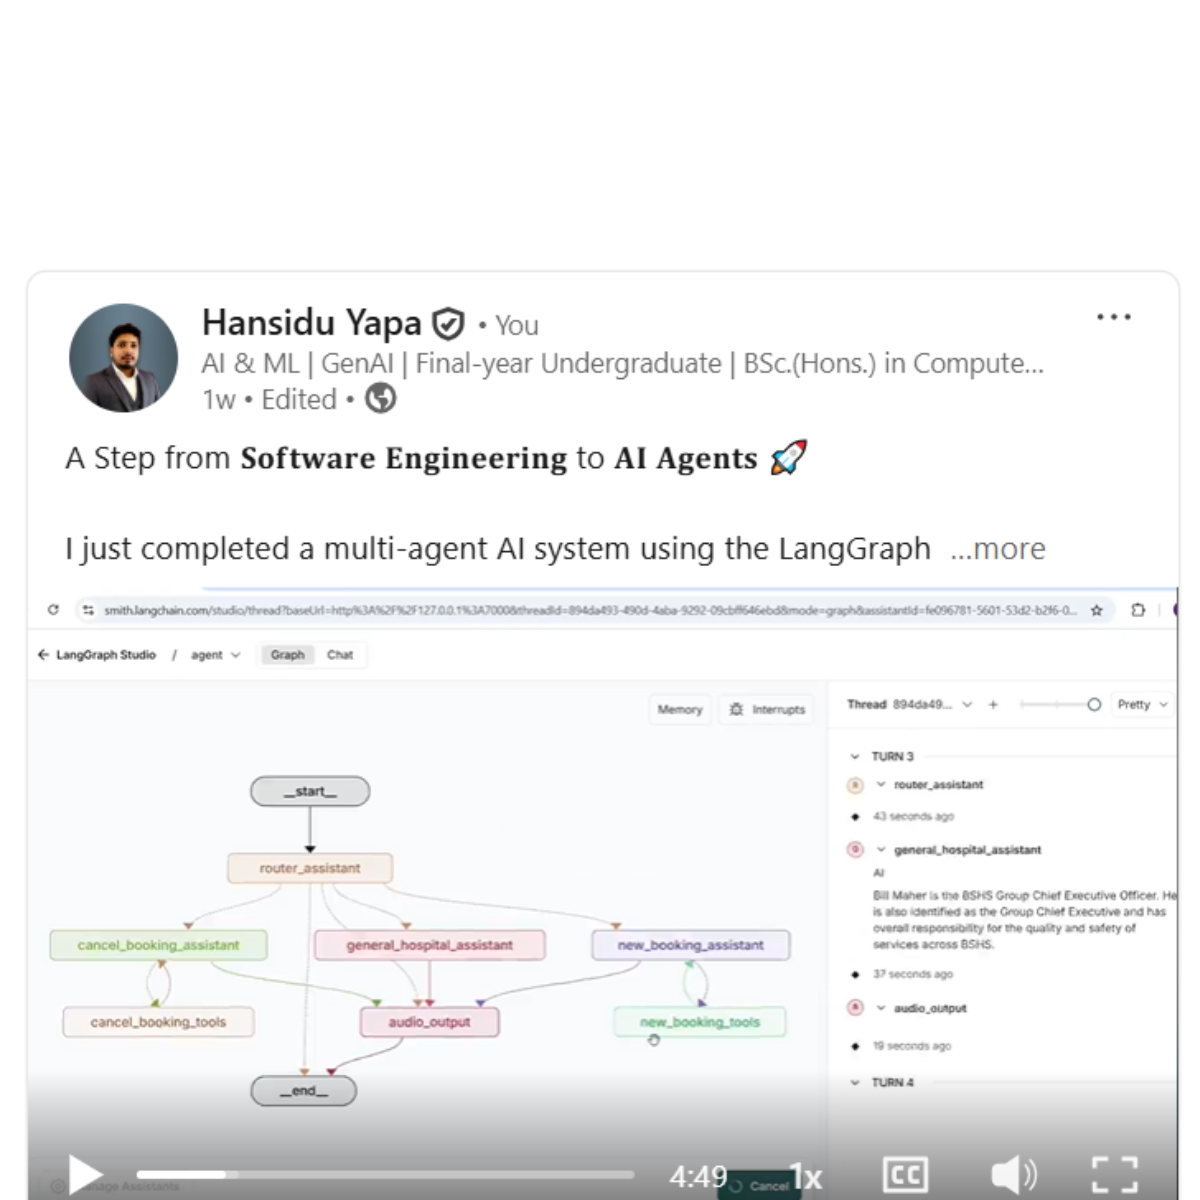 Hansidu Yapa • You
AI & ML | GenAI | Final-year Undergraduate | BSc.(Hons.) in Compute...
1w • Edited •
A Step from Software Engineering to AI Agents 🚀
I just completed a multi-agent AI system using the LangGraph ...more
smith.langchain.com/studio/thread?baseUrl=http%3A%2F%2F127.0.0.1%3A7000&threadId=894da493-490d-4aba-9292-09cbff646ebd&mode=graph&assistantId=fe096781-5601-53d2-b2f6-0...
LangGraph Studio / agent Graph Chat
Memory Interrupts
Thread 894da49... + Pretty
__start__
router_assistant
cancel_booking_assistant general_hospital_assistant new_booking_assistant
cancel_booking_tools audio_output new_booking_tools
__end__
TURN 3
router_assistant
43 seconds ago
general_hospital_assistant
AI
Bill Maher is the BSHS Group Chief Executive Officer. He
is also identified as the Group Chief Executive and has
overall responsibility for the quality and safety of
services across BSHS.
37 seconds ago
audio_output
19 seconds ago
TURN 4
Manage Assistants
4:49 Cancel 1x CC